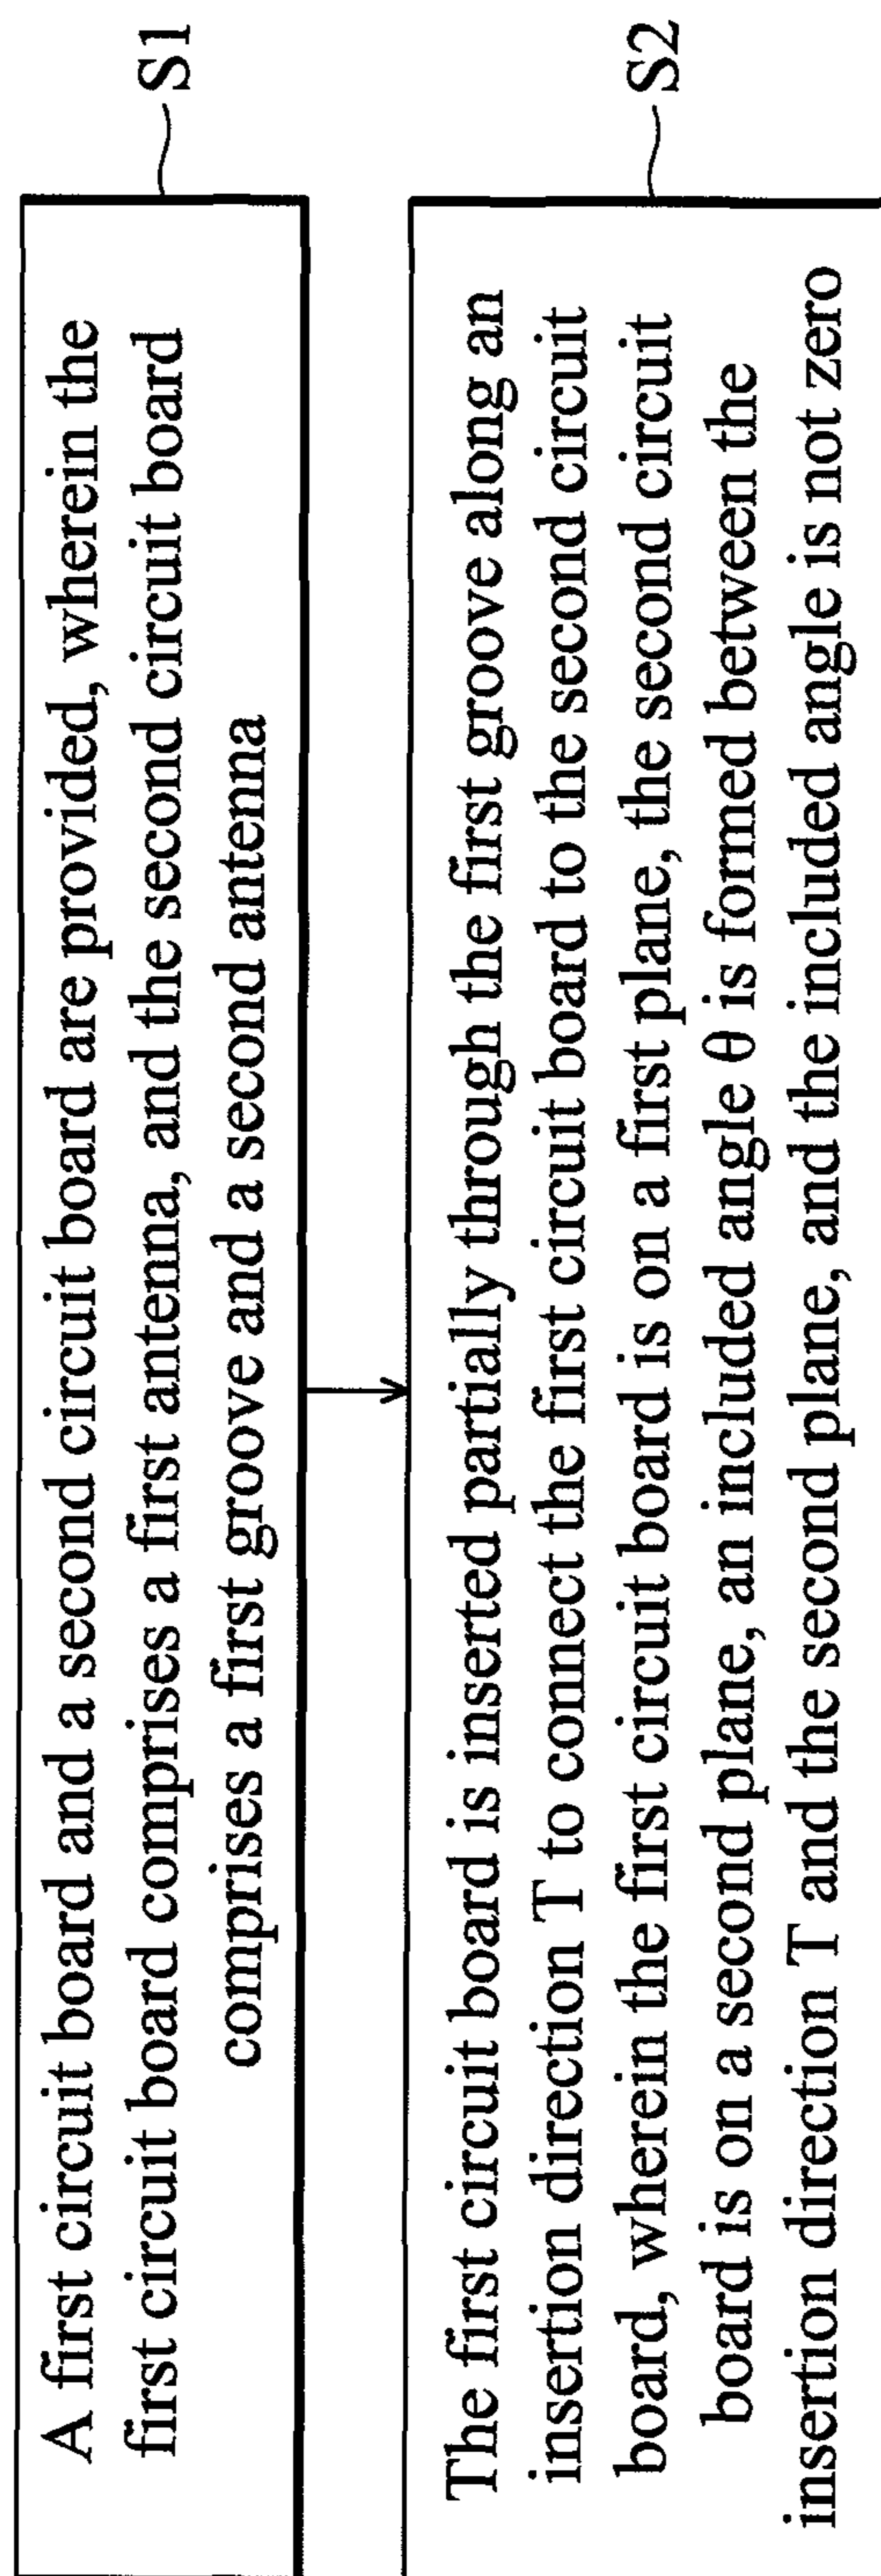 A first circuit board and a second circuit board are provided, wherein the
first circuit board comprises a first antenna, and the second circuit board
comprises a first groove and a second antenna
S1
The first circuit board is inserted partially through the first groove along an
insertion direction T to connect the first circuit board to the second circuit
board, wherein the first circuit board is on a first plane, the second circuit
board is on a second plane, an included angle θ is formed between the
insertion direction T and the second plane, and the included angle is not zero
S2